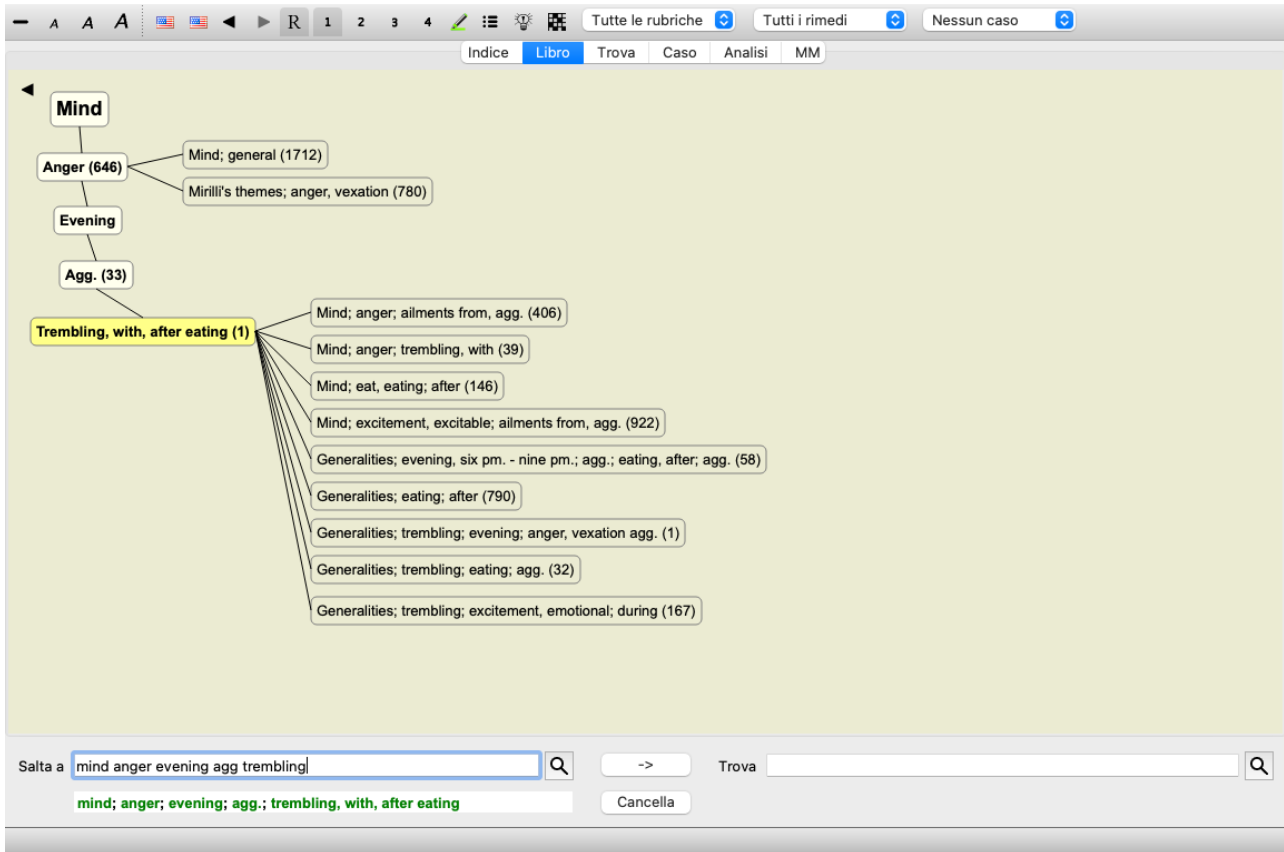 A A A R 1 2 3 4 Tutte le rubriche Tutti i rimedi Nessun caso
Indice Libro Trova Caso Analisi MM
Mind
Mind; general (1712)
Anger (646)
Mirilli's themes; anger, vexation (780)
Evening
Agg. (33)
Mind; anger; ailments from, agg. (406)
Trembling, with, after eating (1)
Mind; anger; trembling, with (39)
Mind; eat, eating; after (146)
Mind; excitement, excitable; ailments from, agg. (922)
Generalities; evening, six pm. - nine pm.; agg.; eating, after; agg. (58)
Generalities; eating; after (790)
Generalities; trembling; evening; anger, vexation agg. (1)
Generalities; trembling; eating; agg. (32)
Generalities; trembling; excitement, emotional; during (167)
Salta a mind anger evening agg trembling -> Trova
mind; anger; evening; agg.; trembling, with, after eating Cancella